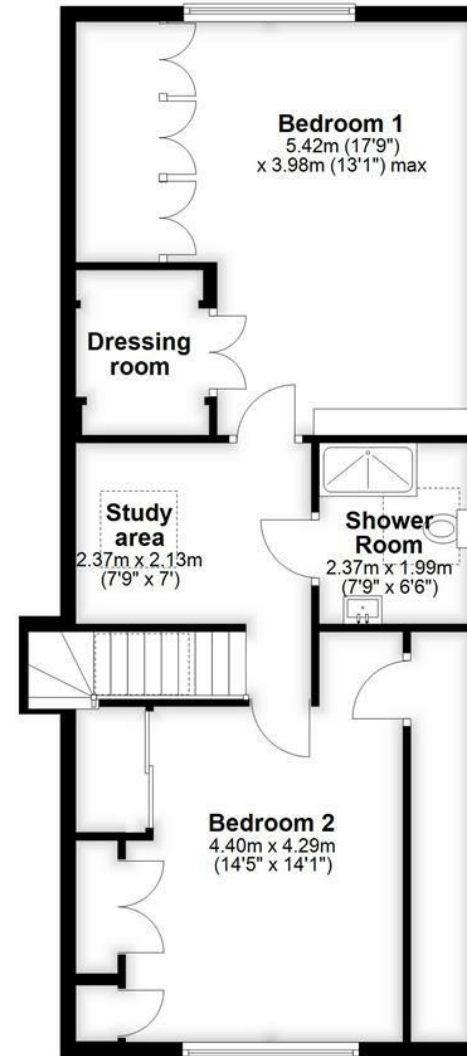 Bedroom 1
5.42m (17'9")
x 3.98m (13'1") max
Dressing
room
Study
area
2.37m x 2.13m
(7'9" x 7')
Shower
Room
2.37m x 1.99m
(7'9" x 6'6")
Bedroom 2
4.40m x 4.29m
(14'5" x 14'1")